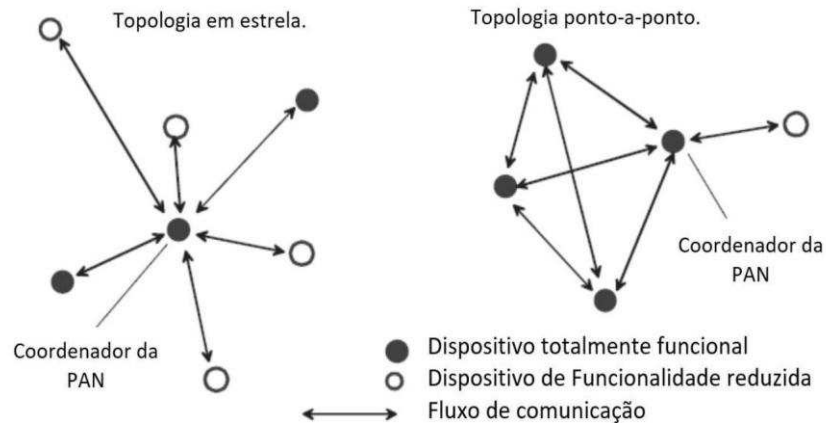 Topologia em estrela.
Topologia ponto-a-ponto.
Coordenador da
PAN
Coordenador da
PAN
Dispositivo totalmente funcional
Dispositivo de Funcionalidade reduzida
Fluxo de comunicação